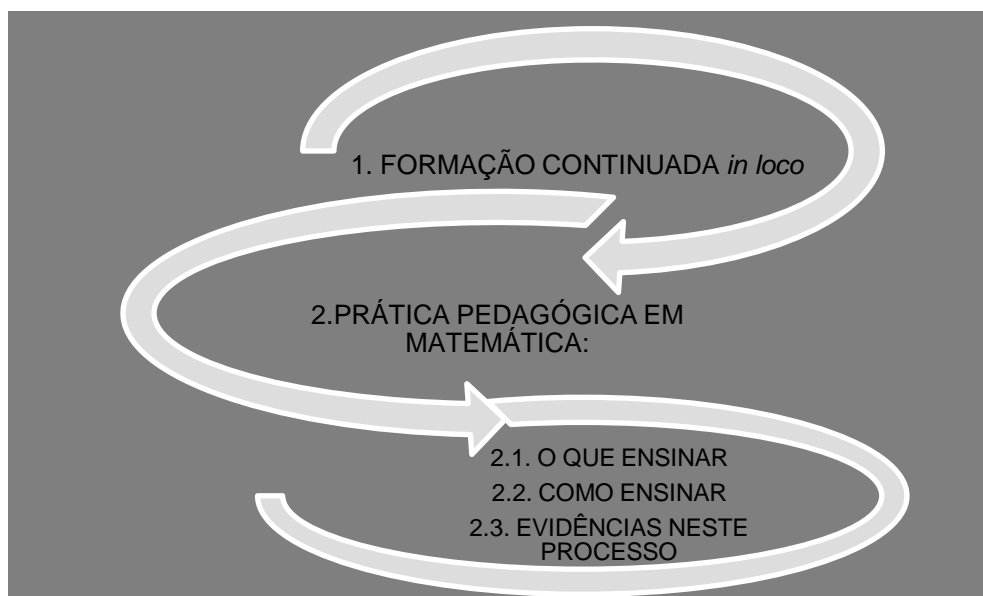 1. FORMAÇÃO CONTINUADA in loco
2.PRÁTICA PEDAGÓGICA EM
MATEMÁTICA:
2.1. O QUE ENSINAR
2.2. COMO ENSINAR
2.3. EVIDÊNCIAS NESTE
PROCESSO